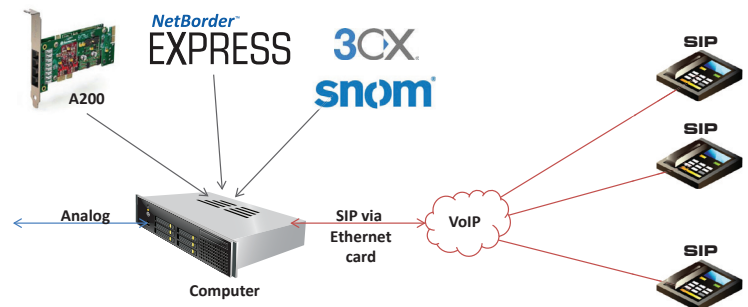 NetBorder™
EXPRESS
3CX®
snom®
A200
SIP
SIP
Analog
SIP via
Ethernet
card
VoIP
Computer
SIP